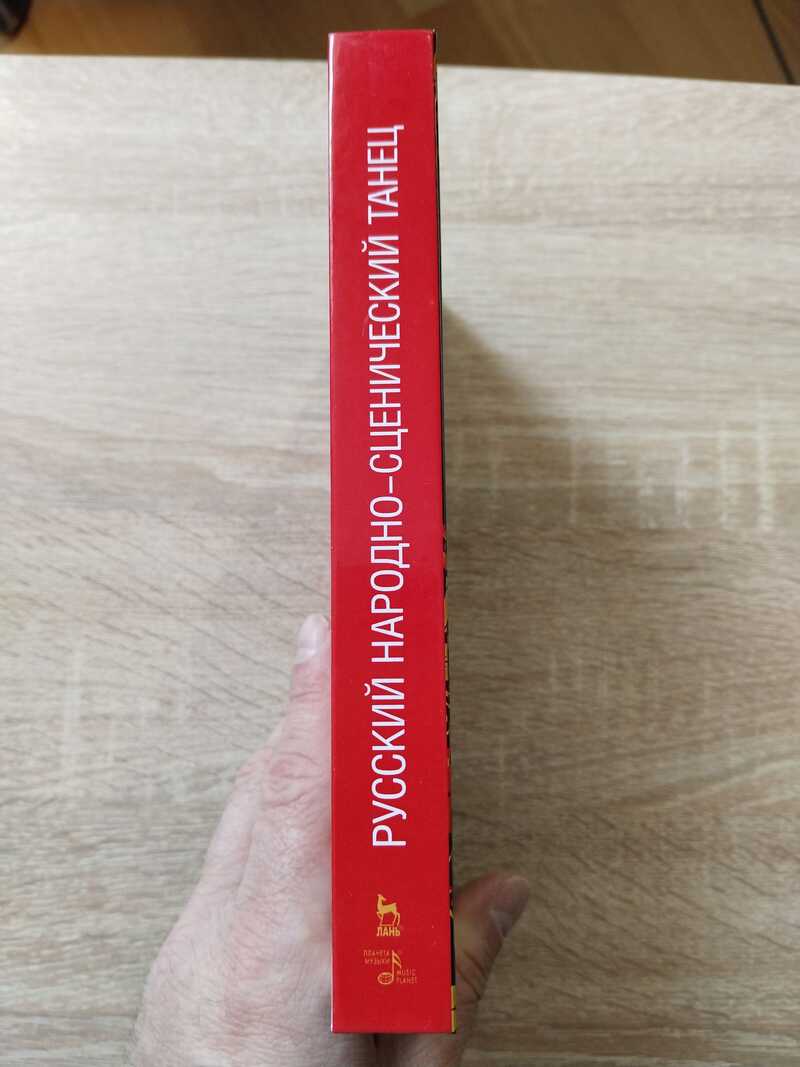 РУССКИЙ НАРОДНО-СЦЕНИЧЕСКИЙ ТАНЕЦ
ЛАНЬ
ПЛАНЕТА
МУЗЫКИ
MUSIC
PLANET